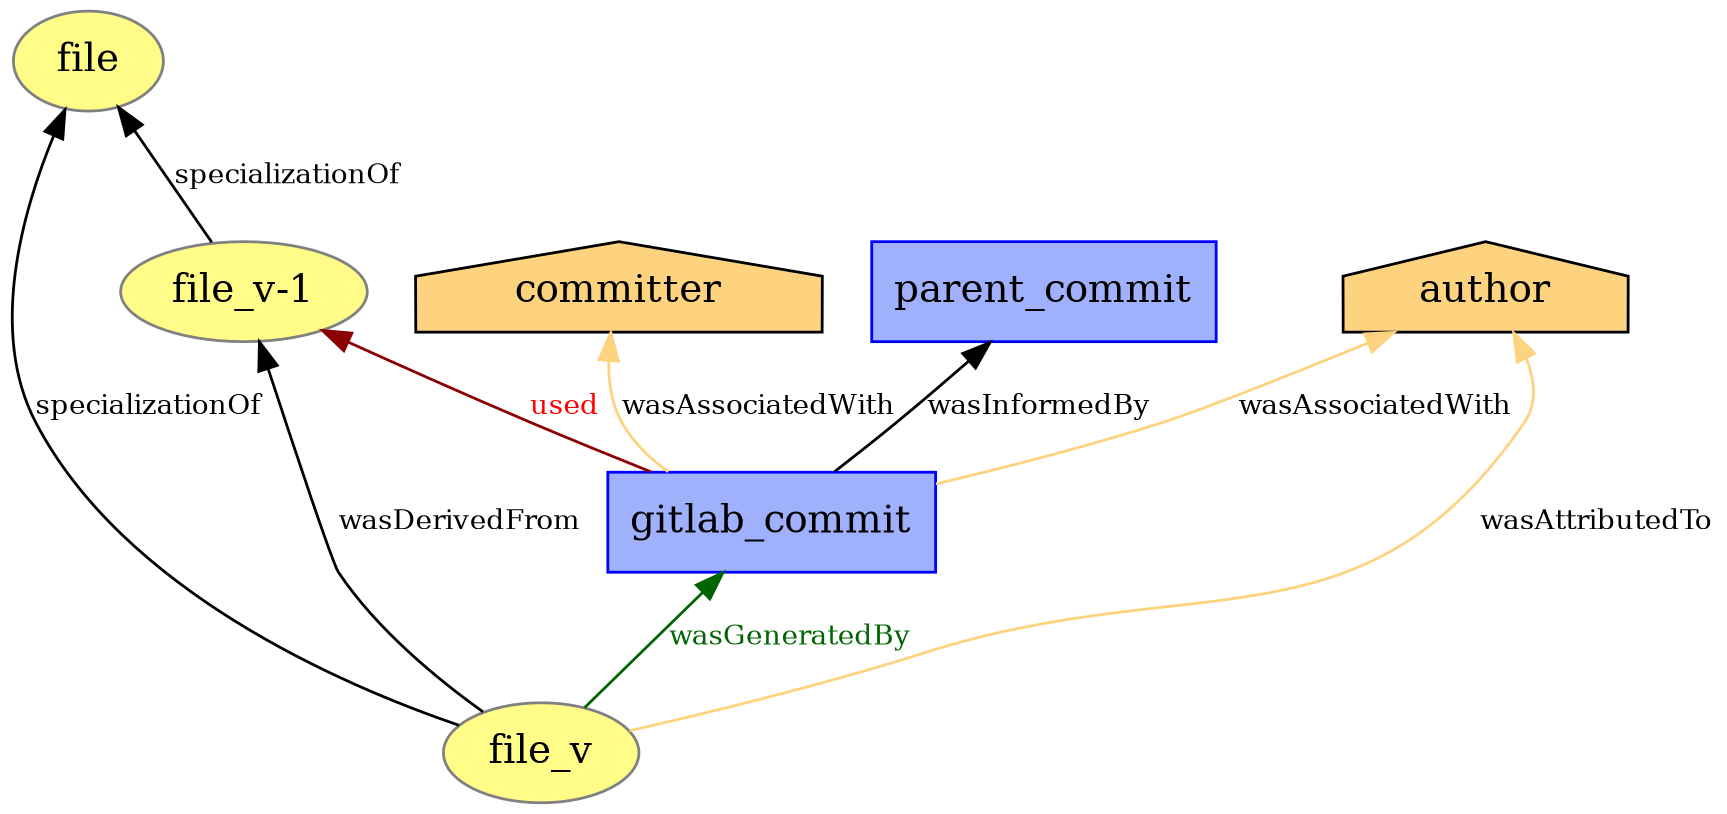 file
specializationOf
file_v-1
committer
parent_commit
author
specializationOf
used
wasAssociatedWith
wasInformedBy
wasAssociatedWith
wasDerivedFrom
gitlab_commit
wasAttributedTo
wasGeneratedBy
file_v